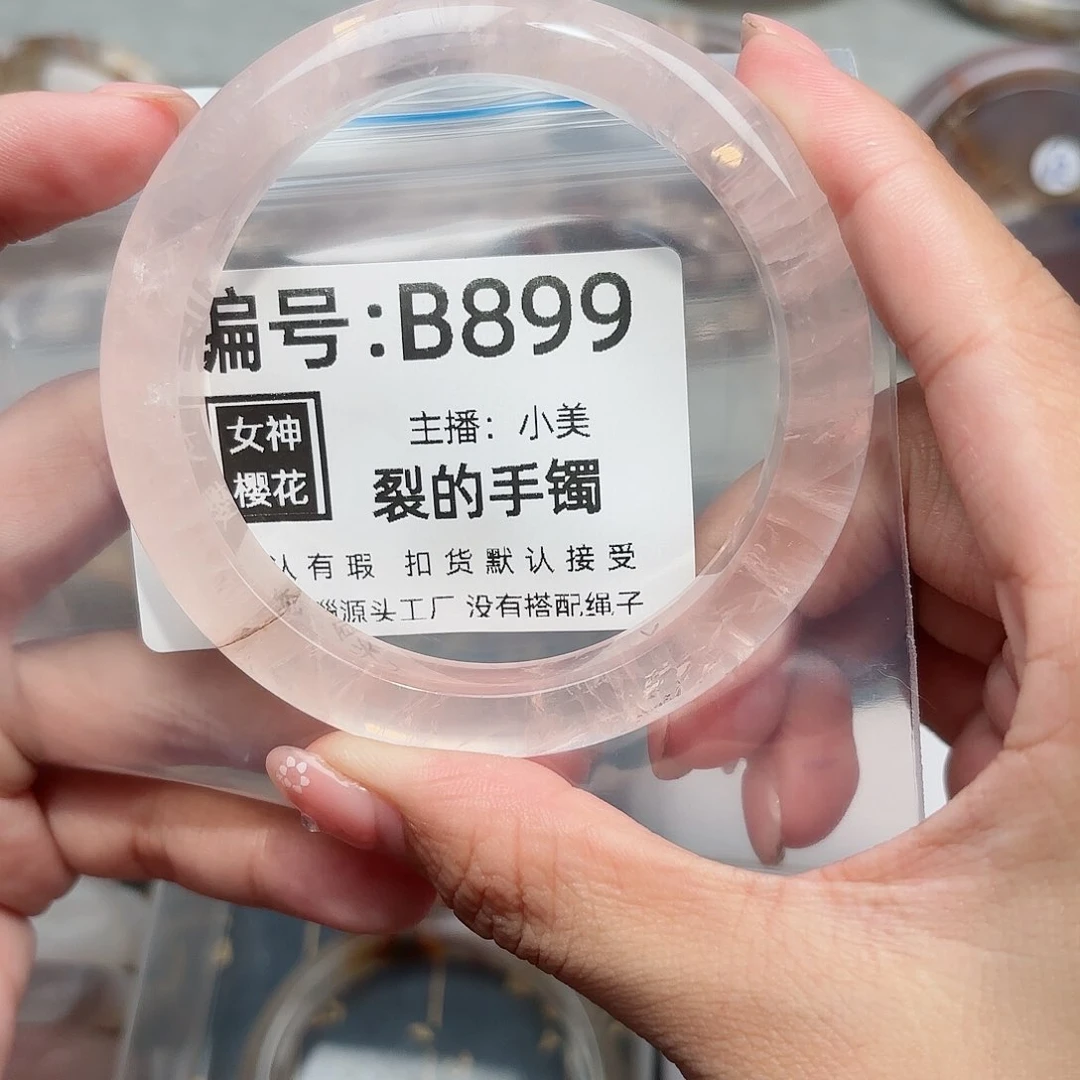 编号:B899
女神
樱花
主播：小美
裂的手镯
认有瑕 扣货默认接受
源头工厂 没有搭配绳子